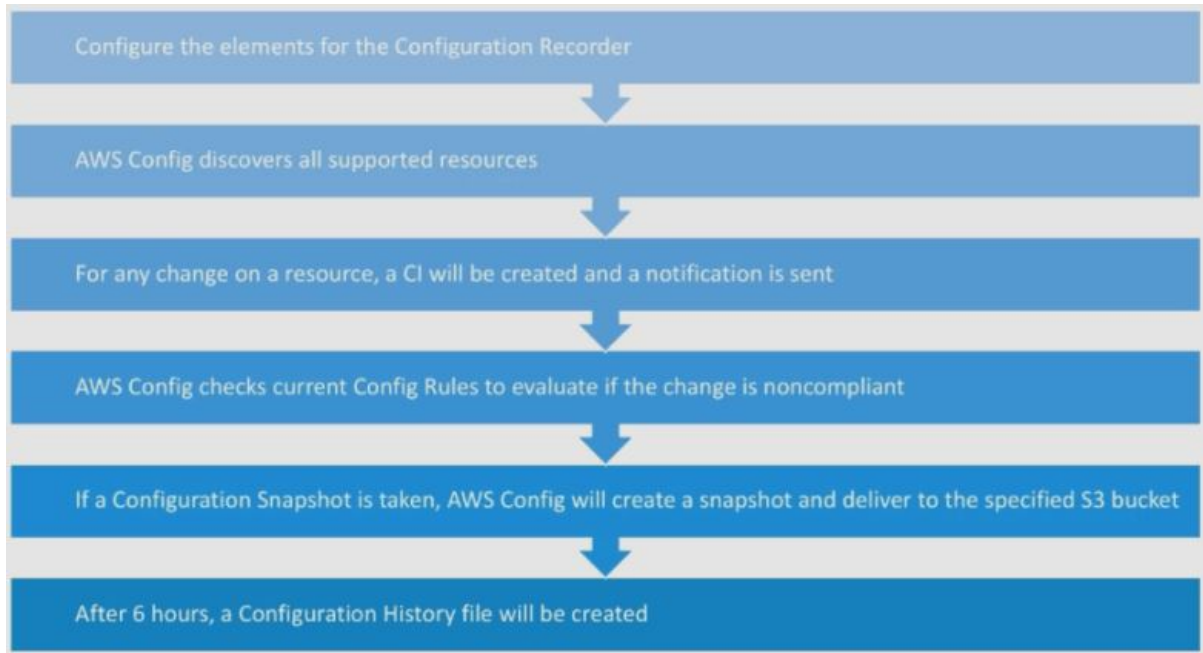 Configure the elements for the Configuration Recorder
AWS Config discovers all supported resources
For any change on a resource, a CI will be created and a notification is sent
AWS Config checks current Config Rules to evaluate if the change is noncompliant
If a Configuration Snapshot is taken, AWS Config will create a snapshot and deliver to the specified S3 bucket
After 6 hours, a Configuration History file will be created